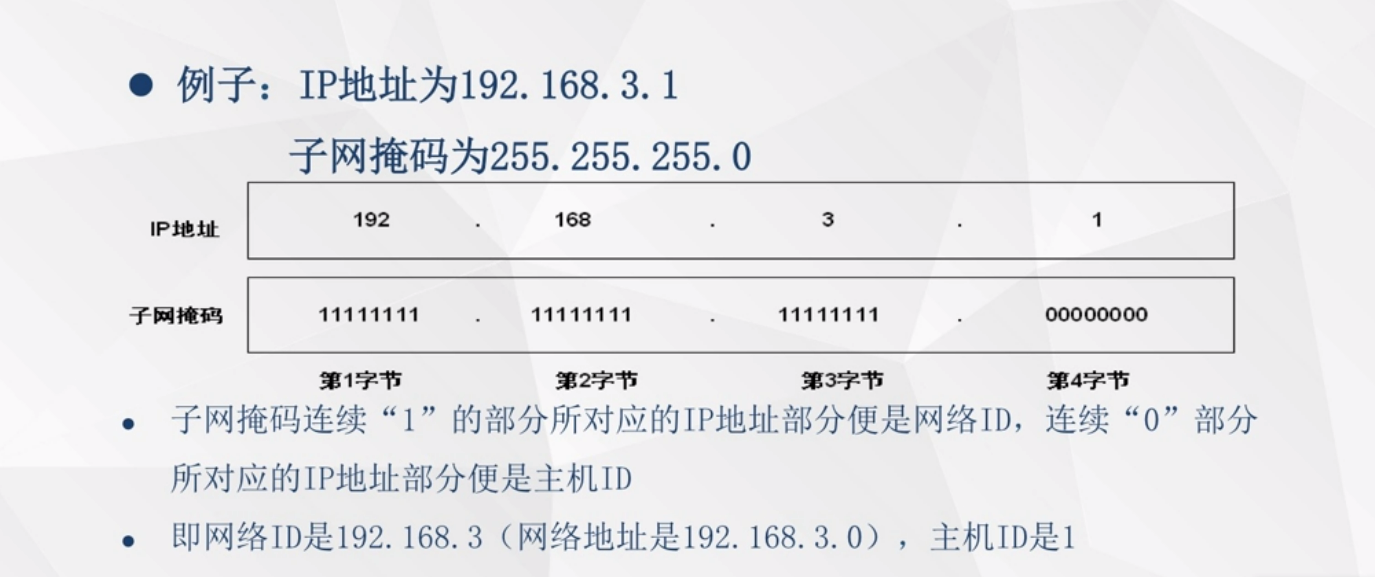 ● 例子：IP地址为192.168.3.1
子网掩码为255.255.255.0
IP地址 192 . 168 . 3 . 1
子网掩码 11111111 . 11111111 . 11111111 . 00000000
第1字节 第2字节 第3字节 第4字节
• 子网掩码连续“1”的部分所对应的IP地址部分便是网络ID，连续“0”部分
所对应的IP地址部分便是主机ID
• 即网络ID是192.168.3（网络地址是192.168.3.0），主机ID是1